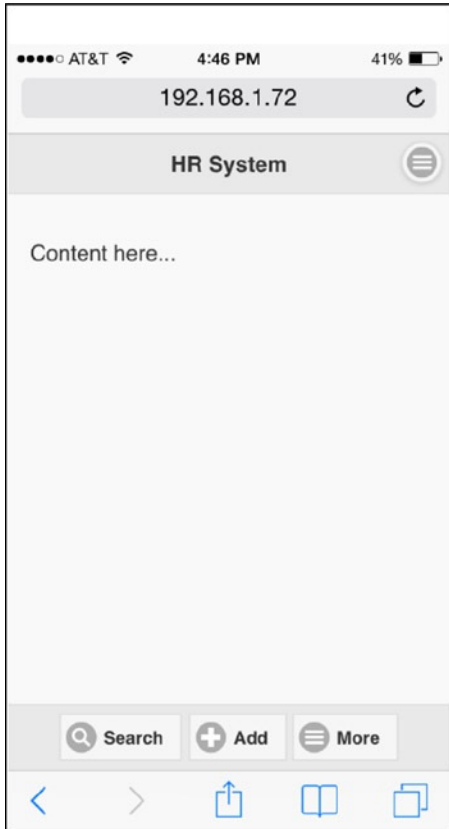 AT&T 4:46 PM 41%
192.168.1.72
HR System
Content here...
Search Add More